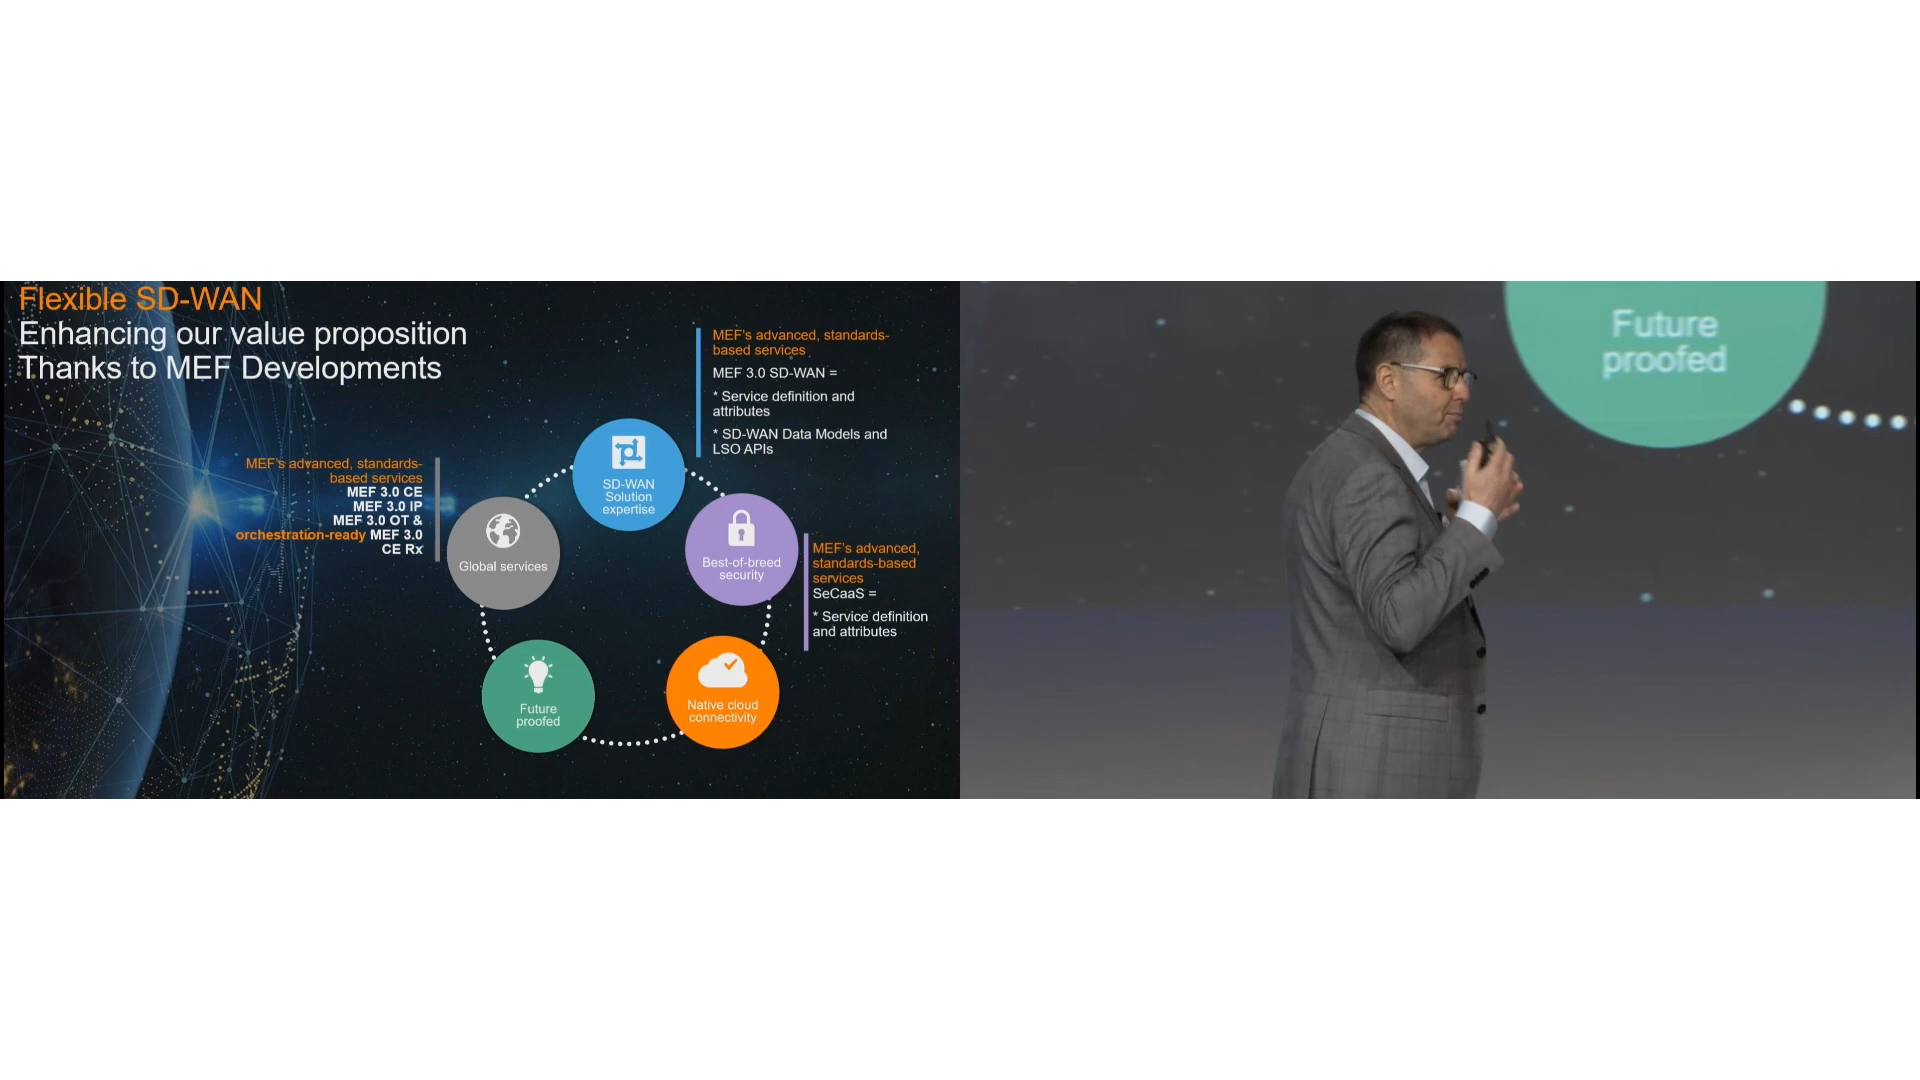 Flexible SD-WAN
Enhancing our value proposition
Thanks to MEF Developments
MEF's advanced, standards-
based services
MEF 3.0 SD-WAN =
* Service definition and
attributes
* SD-WAN Data Models and
LSO APIs
MEF's advanced, standards-
based services
MEF 3.0 CE
MEF 3.0 IP
MEF 3.0 OT &
orchestration-ready MEF 3.0
CE Rx
SD-WAN
Solution
expertise
Global services
Best-of-breed
security
MEF's advanced,
standards-based
services
SeCaaS =
* Service definition
and attributes
Future
proofed
Native cloud
connectivity
Future
proofed